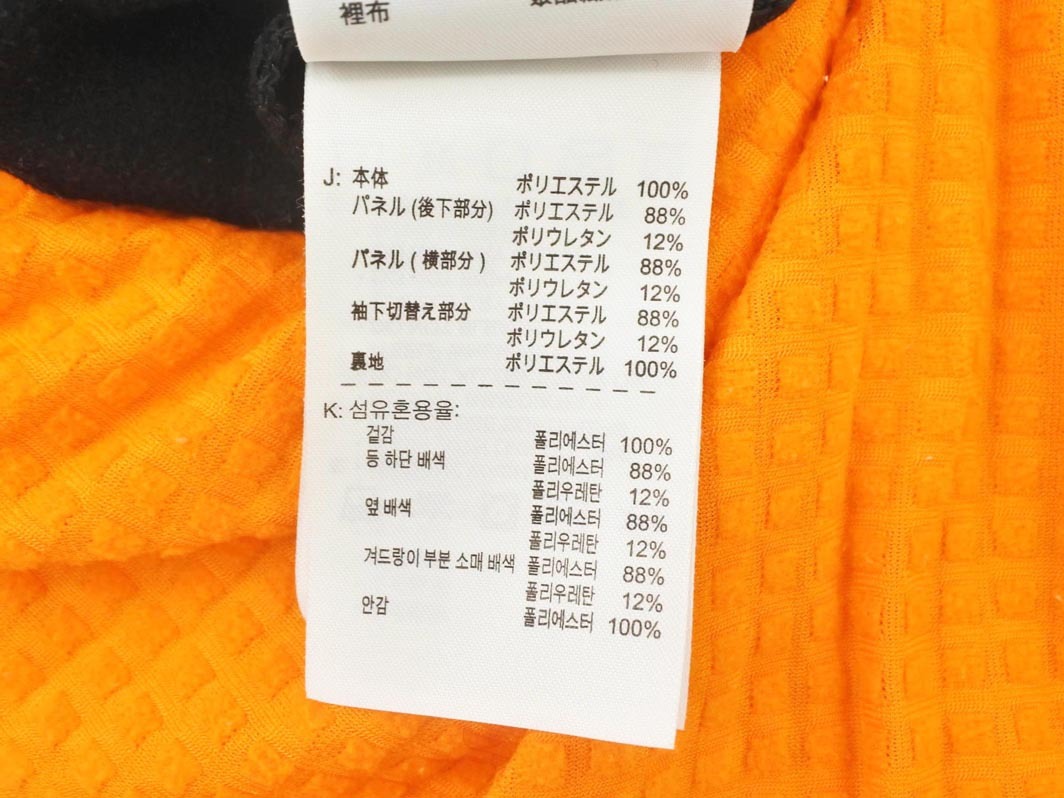 裡布
J: 本体 ポリエステル 100%
パネル (後下部分) ポリエステル 88%
ポリウレタン 12%
パネル ( 横部分 ) ポリエステル 88%
ポリウレタン 12%
袖下切替え部分 ポリエステル 88%
ポリウレタン 12%
裏地 ポリエステル 100%
K: 섬유혼용율:
겉감 폴리에스터 100%
등 하단 배색 폴리에스터 88%
폴리우레탄 12%
옆 배색 폴리에스터 88%
폴리우레탄 12%
겨드랑이 부분 소매 배색 폴리에스터 88%
폴리우레탄 12%
안감 폴리에스터 100%